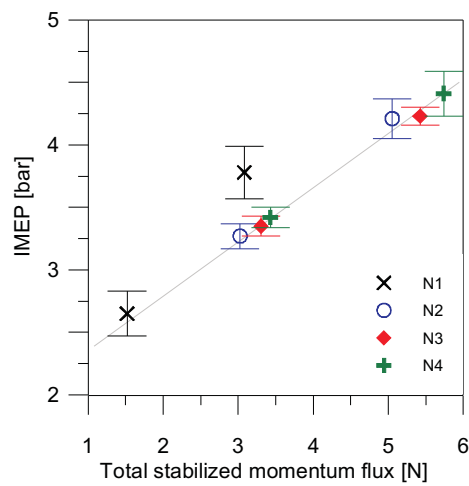 5
4
3
2
IMEP [bar]
N1
N2
N3
N4
1 2 3 4 5 6
Total stabilized momentum flux [N]